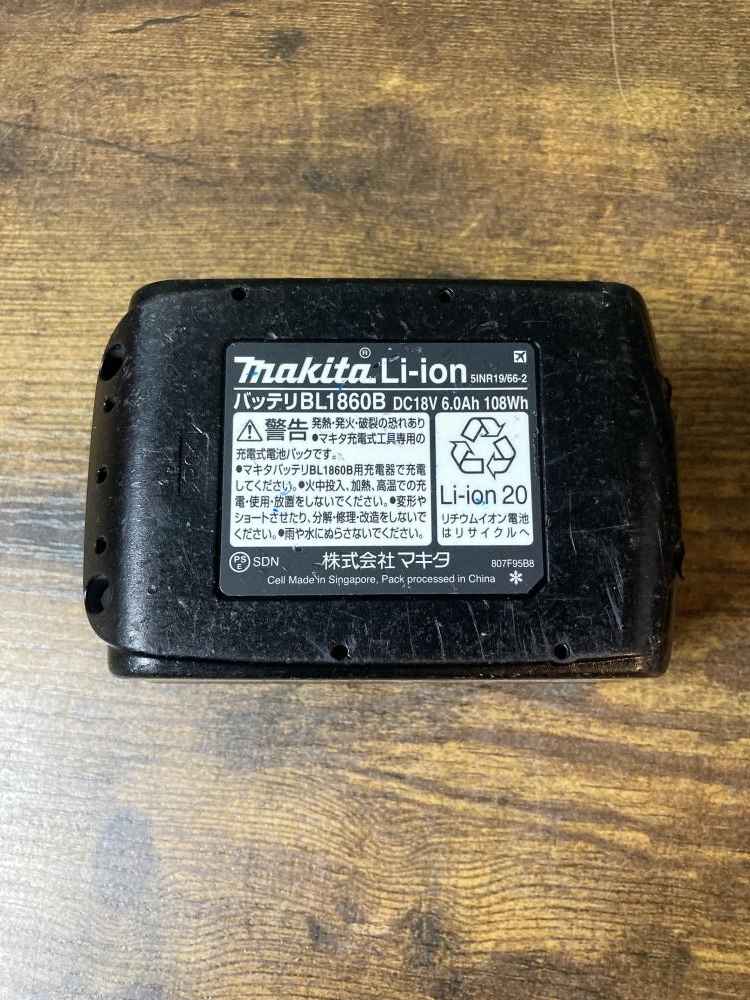 makita® Li-ion 5INR19/66-2
バッテリBL1860B DC18V 6.0Ah 108Wh
警告 発熱・発火・破裂の恐れあり
●マキタ充電式工具専用の
充電式電池パックです。
●マキタバッテリBL1860B用充電器で充電
してください。●火中投入、加熱、高温での充
電・使用・放置をしないでください。●変形や
ショートさせたり、分解・修理・改造をしないで
ください。●雨や水にぬらさないでください。
Li-ion 20
リチウムイオン電池
はリサイクルへ
PS E SDN 株式会社マキタ 807F95B8
Cell Made in Singapore, Pack processed in China